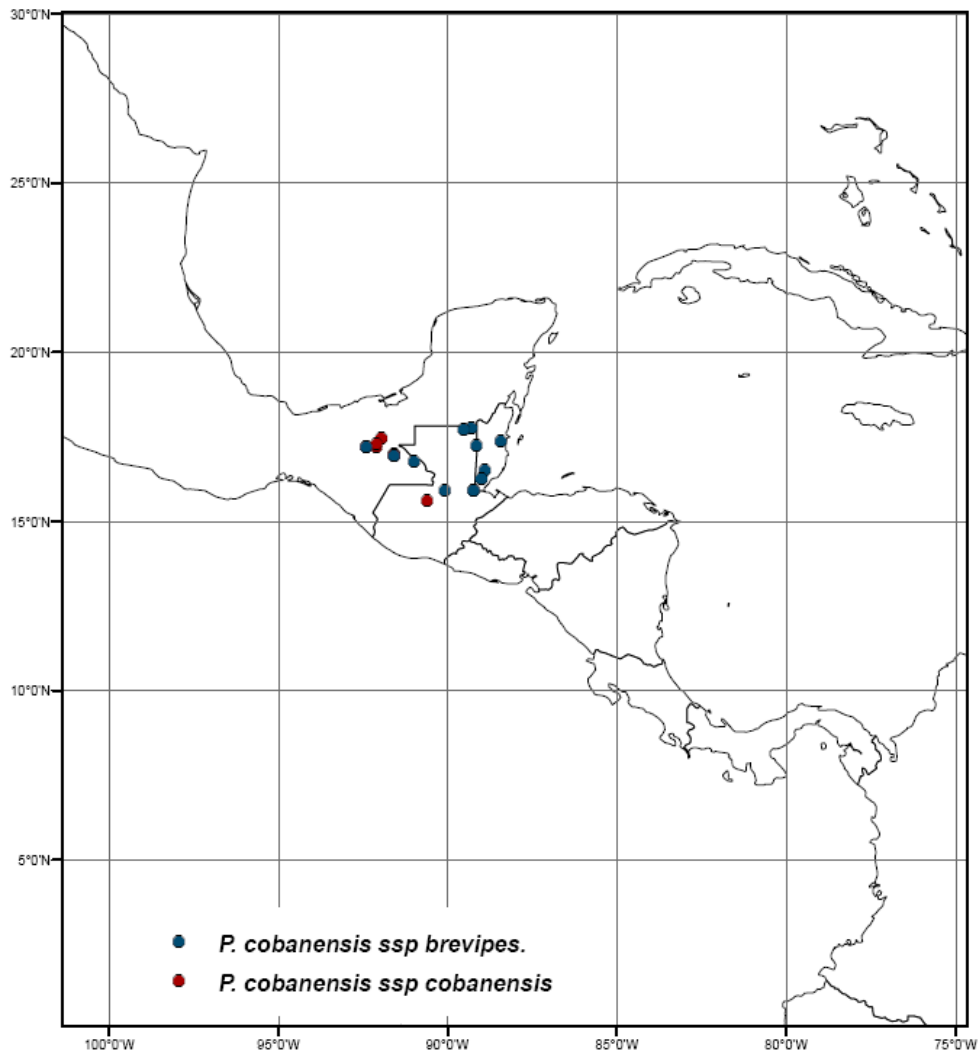 30°0'N
25°0'N
20°0'N
15°0'N
10°0'N
5°0'N
P. cobanensis ssp brevipes.
P. cobanensis ssp cobanensis
100°0'W 95°0'W 90°0'W 85°0'W 80°0'W 75°0'W